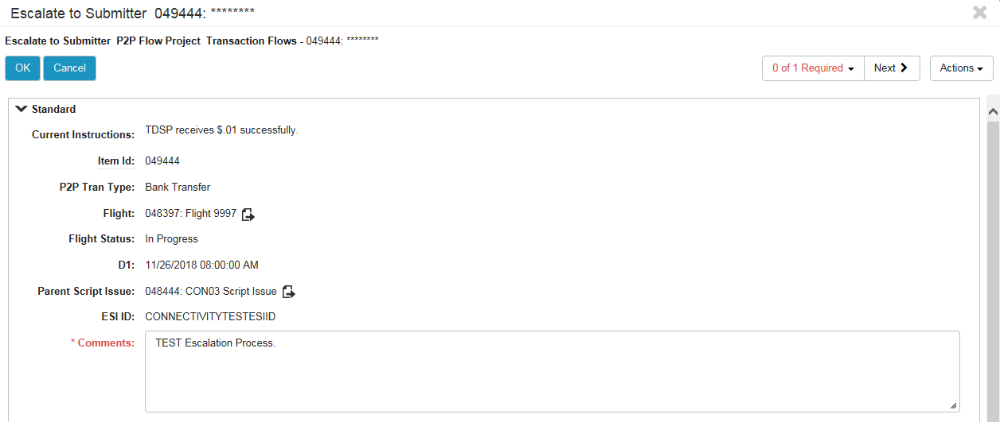 Escalate to Submitter 049444: ********
Escalate to Submitter P2P Flow Project Transaction Flows - 049444: ********
OK Cancel 0 of 1 Required Next Actions
Standard
Current Instructions: TDSP receives $.01 successfully.
Item Id: 049444
P2P Tran Type: Bank Transfer
Flight: 048397: Flight 9997
Flight Status: In Progress
D1: 11/26/2018 08:00:00 AM
Parent Script Issue: 048444: CON03 Script Issue
ESI ID: CONNECTIVITYTESTESIID
* Comments: TEST Escalation Process.